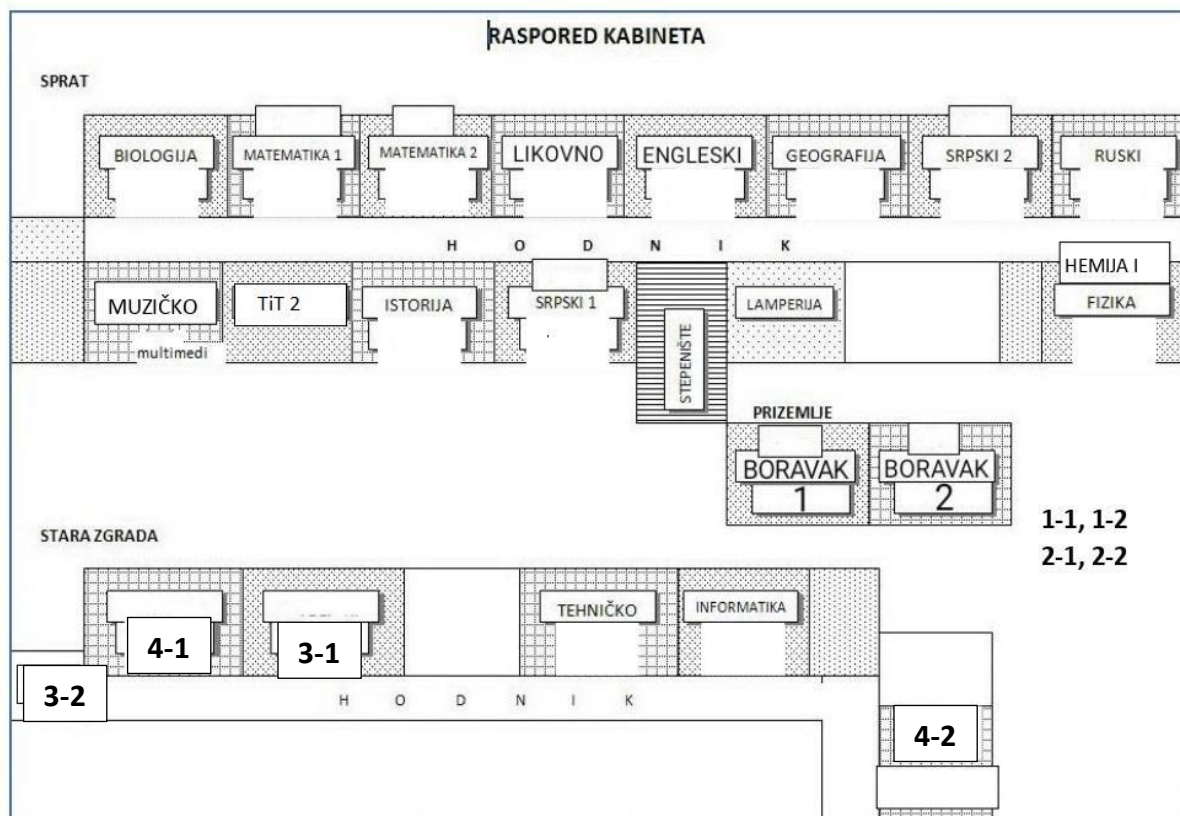 RASPORED KABINETA
SPRAT
BIOLOGIJA
MATEMATIKA 1
MATEMATIKA 2
LIKOVNO
ENGLESKI
GEOGRAFIJA
SRPSKI 2
RUSKI
H O D N I K
MUZIČKO
multimedi
TiT 2
ISTORIJA
SRPSKI 1
STEPENIŠTE
LAMPERIJA
HEMIJA I
FIZIKA
PRIZEMLJE
BORAVAK
1
BORAVAK
2
1-1, 1-2
2-1, 2-2
STARA ZGRADA
4-1
3-1
TEHNIČKO
INFORMATIKA
3-2
H O D N I K
4-2